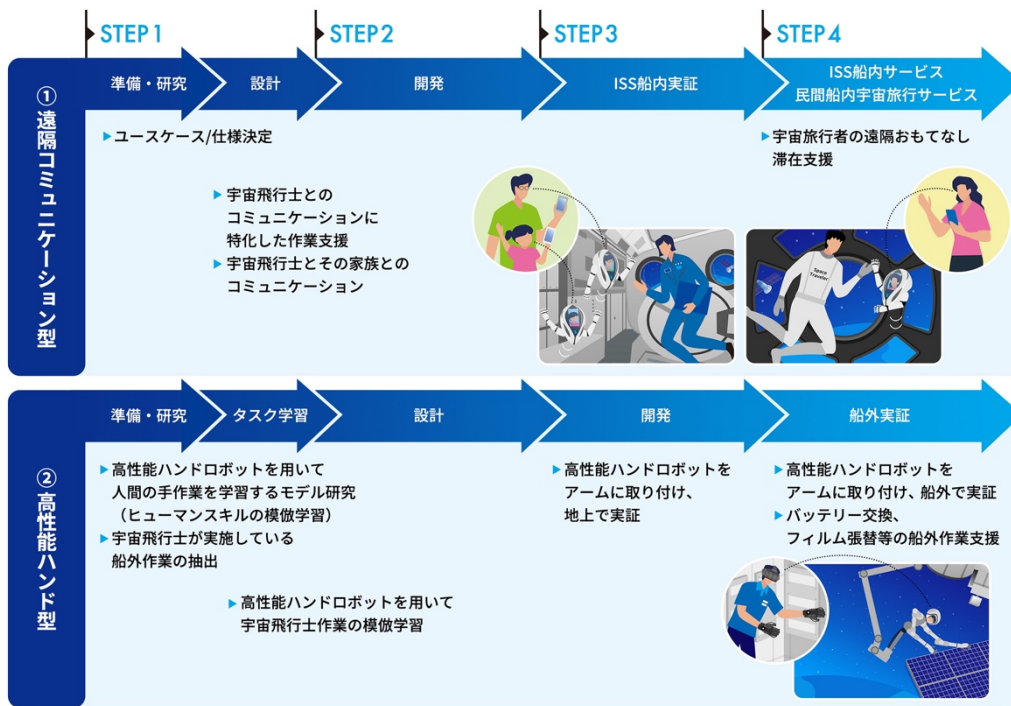 STEP 1
STEP 2
STEP 3
STEP 4
①遠隔コミュニケーション型
準備・研究
設計
開発
ISS船内実証
ISS船内サービス
民間船内宇宙旅行サービス
▶ユースケース/仕様決定
▶宇宙飛行士との
コミュニケーションに
特化した作業支援
▶宇宙飛行士とその家族との
コミュニケーション
▶宇宙旅行者の遠隔おもてなし
滞在支援
Space
Traveler
②高性能ハンド型
準備・研究
タスク学習
設計
開発
船外実証
▶高性能ハンドロボットを用いて
人間の手作業を学習するモデル研究
（ヒューマンスキルの模倣学習）
▶宇宙飛行士が実施している
船外作業の抽出
▶高性能ハンドロボットを用いて
宇宙飛行士作業の模倣学習
▶高性能ハンドロボットを
アームに取り付け、
地上で実証
▶高性能ハンドロボットを
アームに取り付け、船外で実証
▶バッテリー交換、
フィルム張替等の船外作業支援